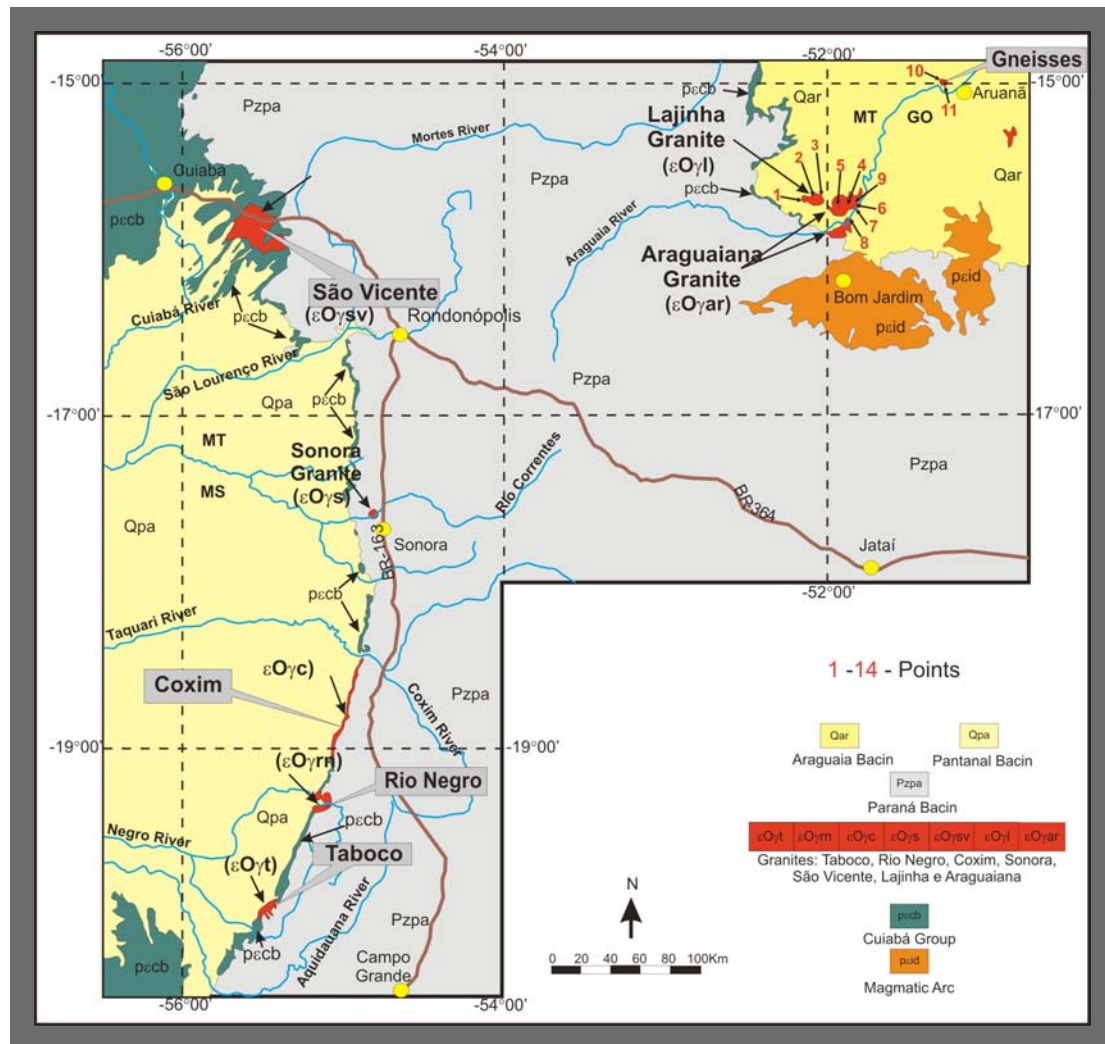 -56°00'
-54°00'
-52°00'
Gneisses
-15°00'
-15°00'
Pzpa
pεcb
Qar
10
11
Aruanã
MT
GO
Mortes River
Lajinha
Granite
(εOγl)
Cuiabá
Pzpa
pεcb
2
3
5
4
9
1
6
7
8
Qar
pεcb
Araguaia River
Araguaiana
Granite
(εOγar)
São Vicente
(εOγsv)
pεid
Bom Jardim
pεid
Cuiabá River
pεcb
Rondonópolis
São Lourenço River
Pzpa
Qpa
pεcb
-17°00'
-17°00'
MT
Sonora
Granite
(εOγs)
Pzpa
MS
Rio Correntes
BR364
Qpa
BR-163
Sonora
Jataí
pεcb
-52°00'
Taquari River
εOγc)
1 -14 - Points
Coxim
Pzpa
Coxim River
Qar
Qpa
-19°00'
-19°00'
Araguaia Bacin
Pantanal Bacin
(εOγrn)
Rio Negro
Pzpa
Paraná Bacin
Qpa
pεcb
Negro River
εOγt
εOγrn
εOγc
εOγs
εOγsv
εOγl
εOγar
(εOγt)
Taboco
Granites: Taboco, Rio Negro, Coxim, Sonora,
São Vicente, Lajinha e Araguaiana
N
Pzpa
pεcb
Cuiabá Group
pεcb
Aquidauana River
Campo
Grande
0 20 40 60 80 100Km
pεid
Magmatic Arc
-56°00'
-54°00'